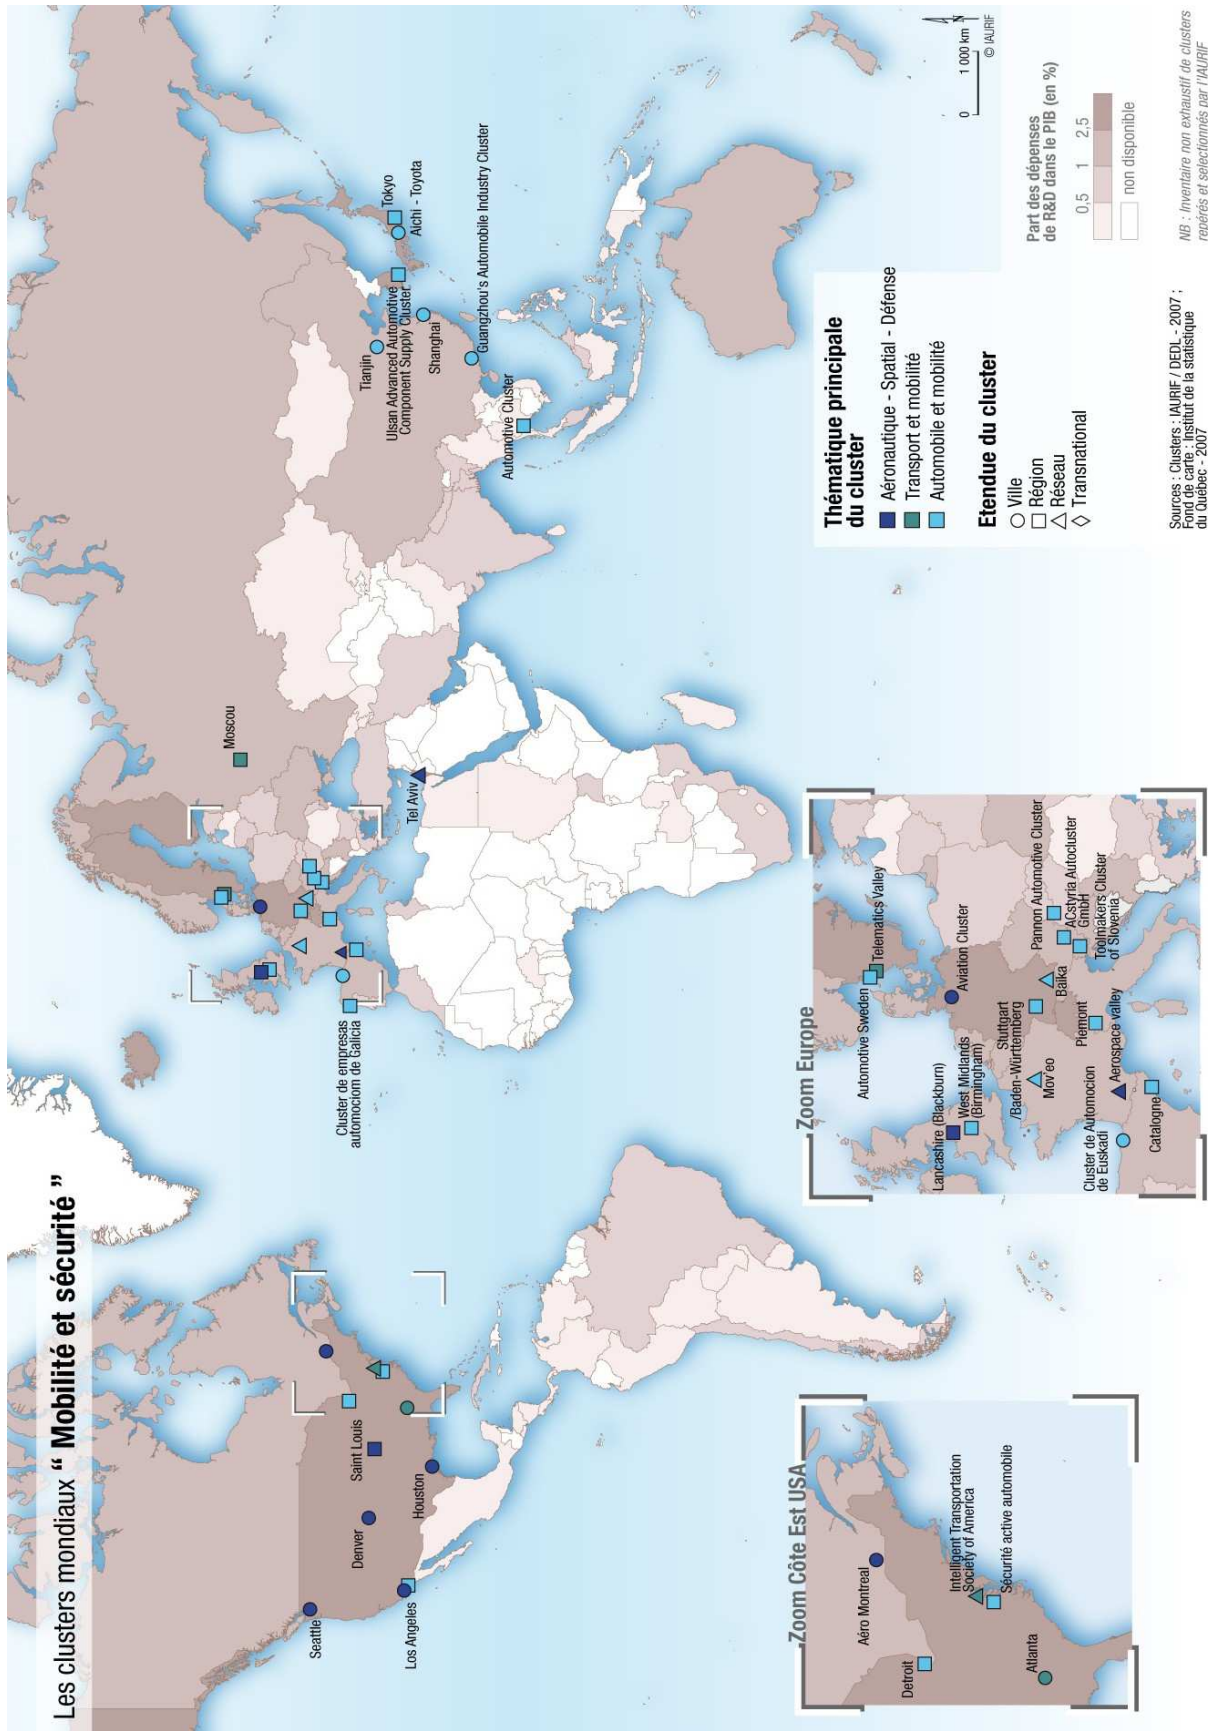 Les clusters mondiaux “ Mobilité et sécurité ”
Seattle
Los Angeles
Denver
Houston
Saint Louis
Cluster de empresas
automocion de Galicia
Moscou
Tel Aviv
Tianjin
Ulsan Advanced Automotive
Component Supply Cluster
Shanghai
Guangzhou's Automobile Industry Cluster
Automotive Cluster
Tokyo
Aichi - Toyota
0 1 000 km
N
© IAURIF
Zoom Côte Est USA
Aéro Montreal
Detroit
Intelligent Transportation
Society of America
Sécurité active automobile
Atlanta
Zoom Europe
Automotive Sweden
Telematics Valley
Aviation Cluster
Lancashire (Blackburn)
West Midlands
(Birmingham)
Stuttgart
/Baden-Württemberg
Mov'eo
Baika
Piémont
Pannon Automotive Cluster
ACstyria Autocluster
GmbH
Toolmakers Cluster
of Slovenia
Cluster de Automocion
de Euskadi
Aerospace valley
Catalogne
Thématique principale
du cluster
Aéronautique - Spatial - Défense
Transport et mobilité
Automobile et mobilité
Etendue du cluster
Ville
Région
Réseau
Transnational
Part des dépenses
de R&D dans le PIB (en %)
0,5 1 2,5
non disponible
Sources : Clusters : IAURIF / DEDL - 2007 ;
Fond de carte : Institut de la statistique
du Québec - 2007
NB : Inventaire non exhaustif de clusters
repérés et selectionnés par l'IAURIF